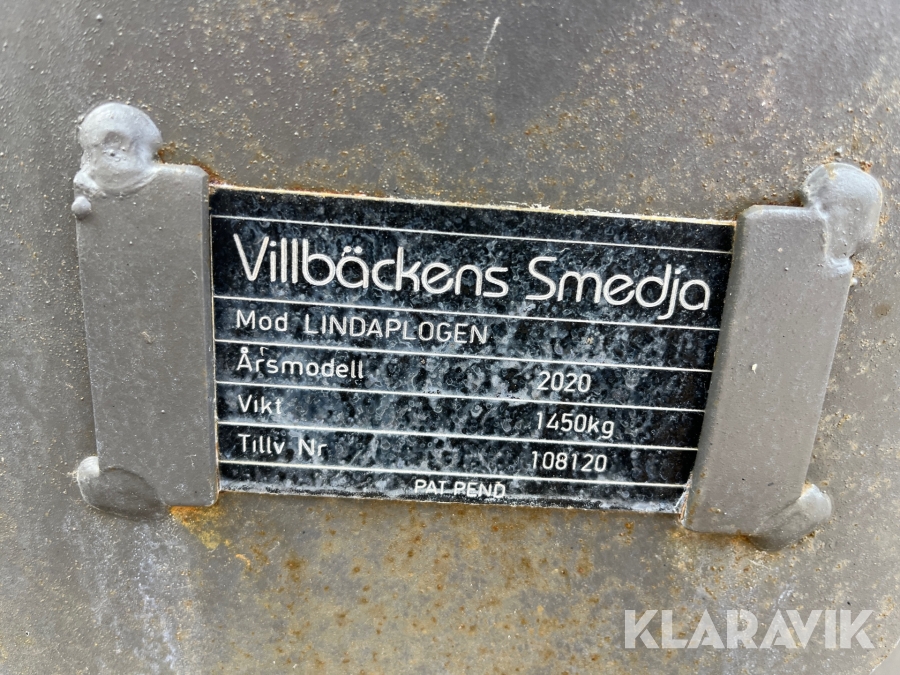 Villbäckens Smedja
Mod LINDAPLOGEN
Årsmodell 2020
Vikt 1450kg
Tillv Nr 108120
PAT PEND
KLARAVIK